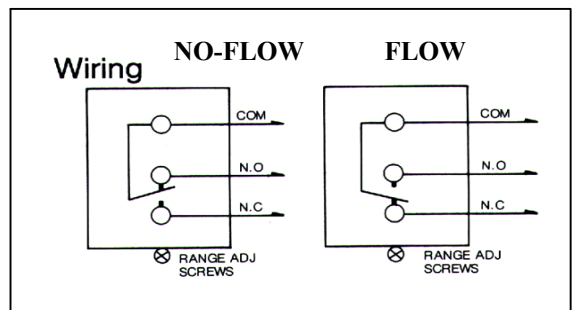 NO-FLOW FLOW
Wiring
COM
N.O
N.C
RANGE ADJ
SCREWS
COM
N.O
N.C
RANGE ADJ
SCREWS